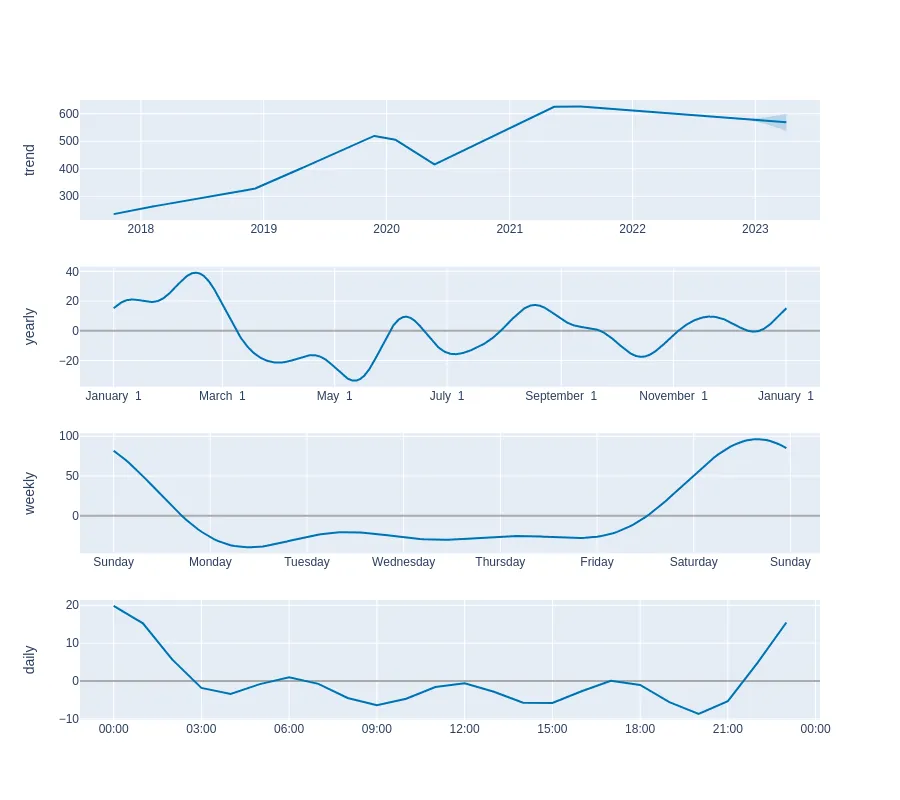 trend
600
500
400
300
2018 2019 2020 2021 2022 2023
yearly
40
20
0
−20
January 1 March 1 May 1 July 1 September 1 November 1 January 1
weekly
100
50
0
Sunday Monday Tuesday Wednesday Thursday Friday Saturday Sunday
daily
20
10
0
−10
00:00 03:00 06:00 09:00 12:00 15:00 18:00 21:00 00:00